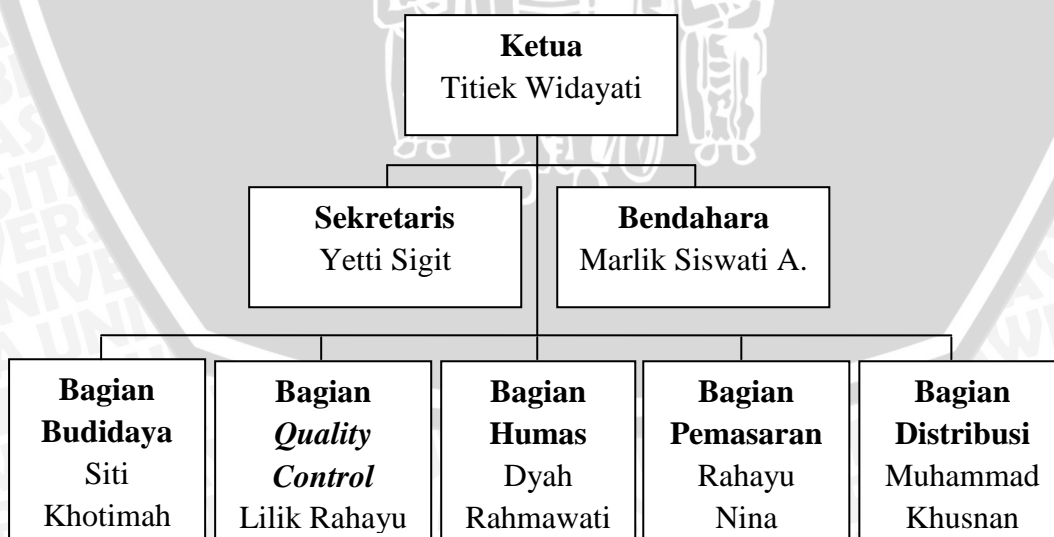 Ketua
Titiek Widayati
Sekretaris
Yetti Sigit
Bendahara
Marlik Siswati A.
Bagian
Budidaya
Siti
Khotimah
Bagian
Quality
Control
Lilik Rahayu
Bagian
Humas
Dyah
Rahmawati
Bagian
Pemasaran
Rahayu
Nina
Bagian
Distribusi
Muhammad
Khusnan